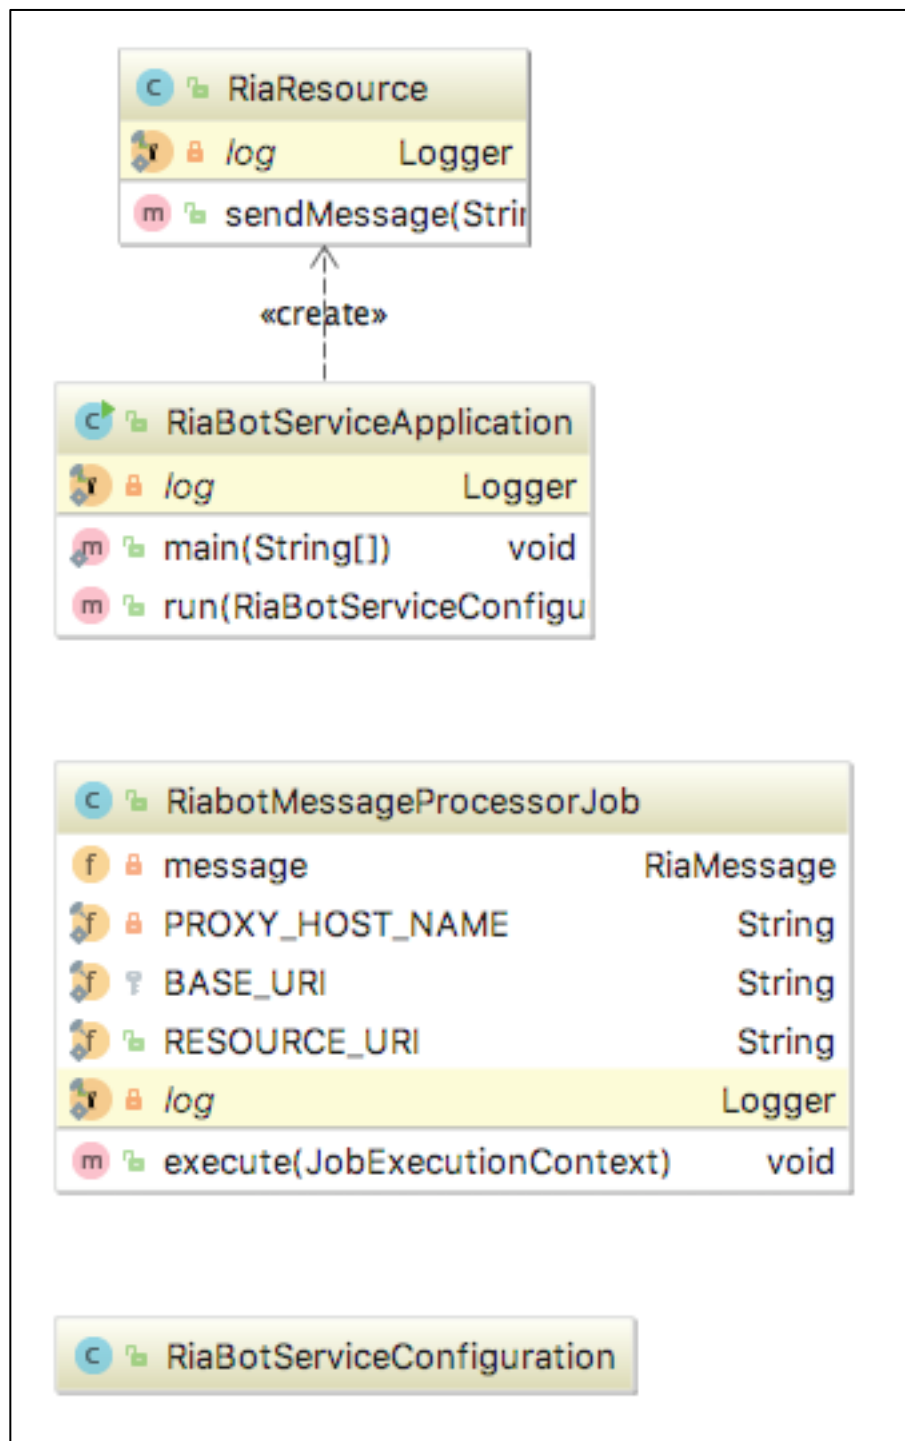 C RiaResource
log Logger
m sendMessage(Strin
«create»
C RiaBotServiceApplication
log Logger
m main(String[]) void
m run(RiaBotServiceConfigu
C RiabotMessageProcessorJob
f message RiaMessage
f PROXY_HOST_NAME String
f BASE_URI String
f RESOURCE_URI String
log Logger
m execute(JobExecutionContext) void
C RiaBotServiceConfiguration